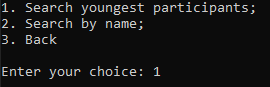 1. Search youngest participants;
2. Search by name;
3. Back
Enter your choice: 1